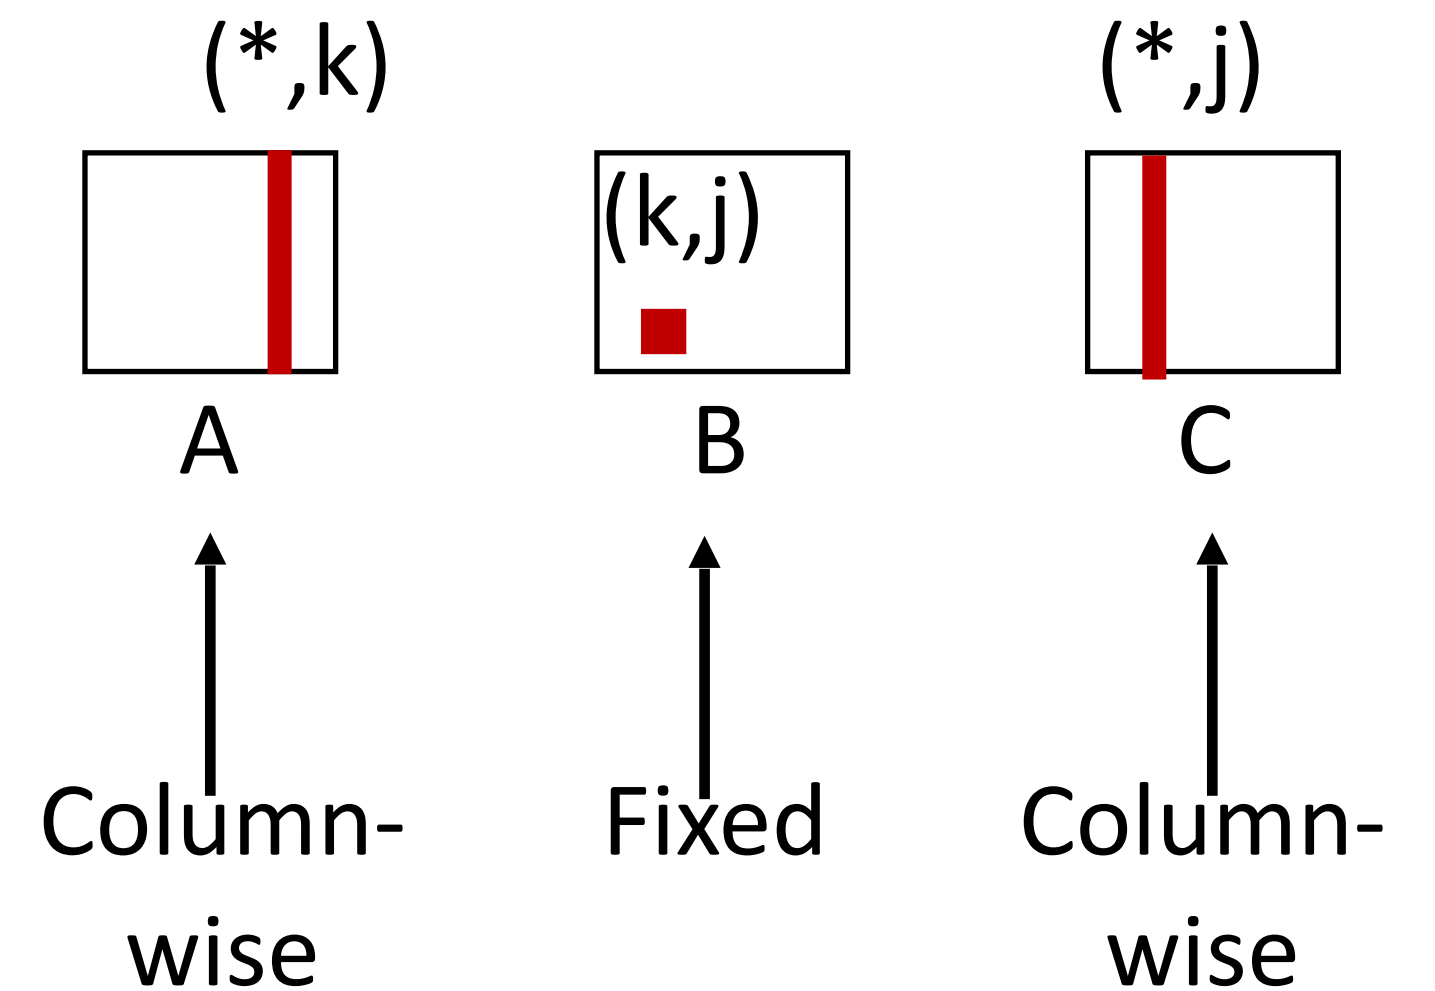 (*,k)
(*,j)
(k,j)
A
B
C
Column-
wise
Fixed
Column-
wise